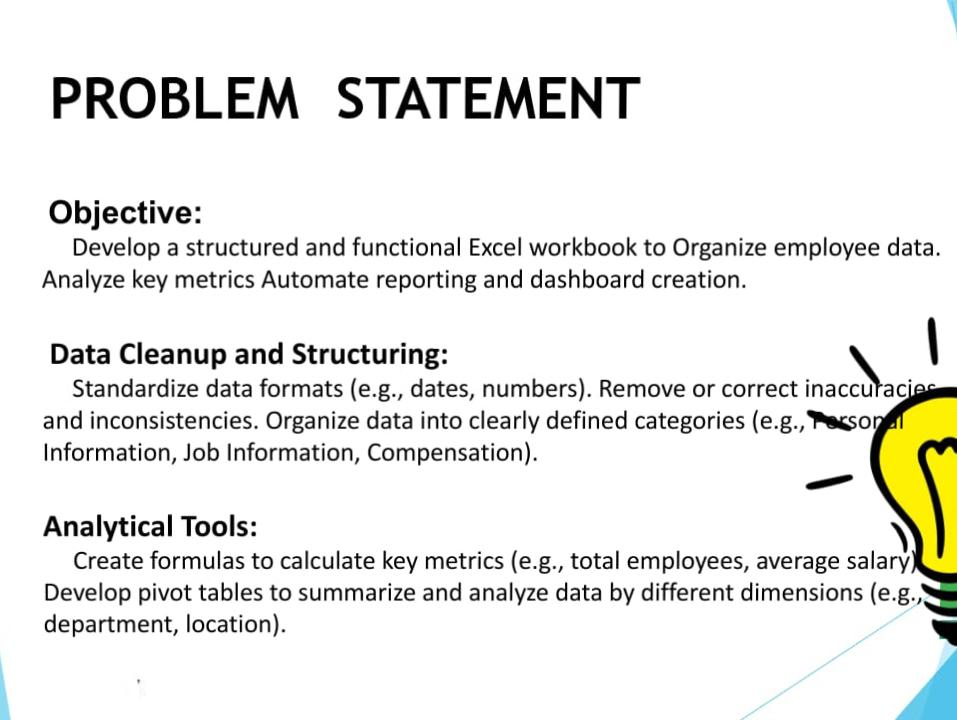 PROBLEM STATEMENT
Objective:
Develop a structured and functional Excel workbook to Organize employee data.
Analyze key metrics Automate reporting and dashboard creation.
Data Cleanup and Structuring:
Standardize data formats (e.g., dates, numbers). Remove or correct inaccuracies
and inconsistencies. Organize data into clearly defined categories (e.g., Personal
Information, Job Information, Compensation).
Analytical Tools:
Create formulas to calculate key metrics (e.g., total employees, average salary).
Develop pivot tables to summarize and analyze data by different dimensions (e.g.,
department, location).